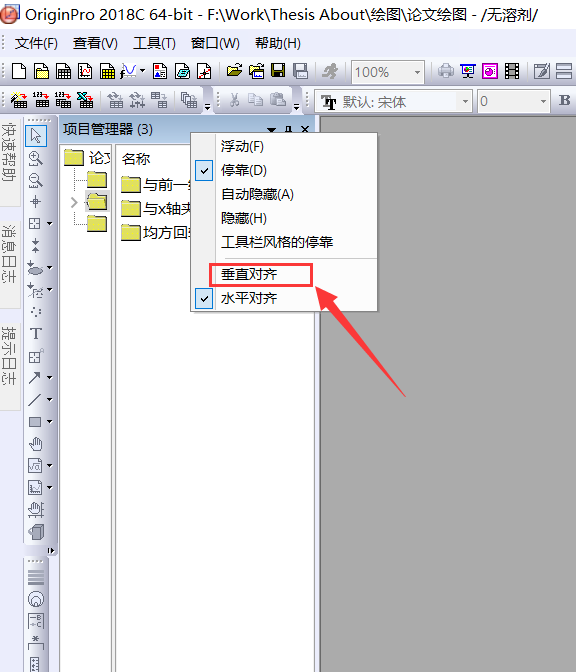 OriginPro 2018C 64-bit - F:\Work\Thesis About\绘图\论文绘图 - /无溶剂/
文件(F) 查看(V) 工具(T) 窗口(W) 帮助(H)
100%
默认: 宋体 0 B
快速帮助
消息日志
提示日志
项目管理器 (3)
论文
名称
与前一
与x轴夹
均方回
浮动(F)
停靠(D)
自动隐藏(A)
隐藏(H)
工具栏风格的停靠
垂直对齐
水平对齐